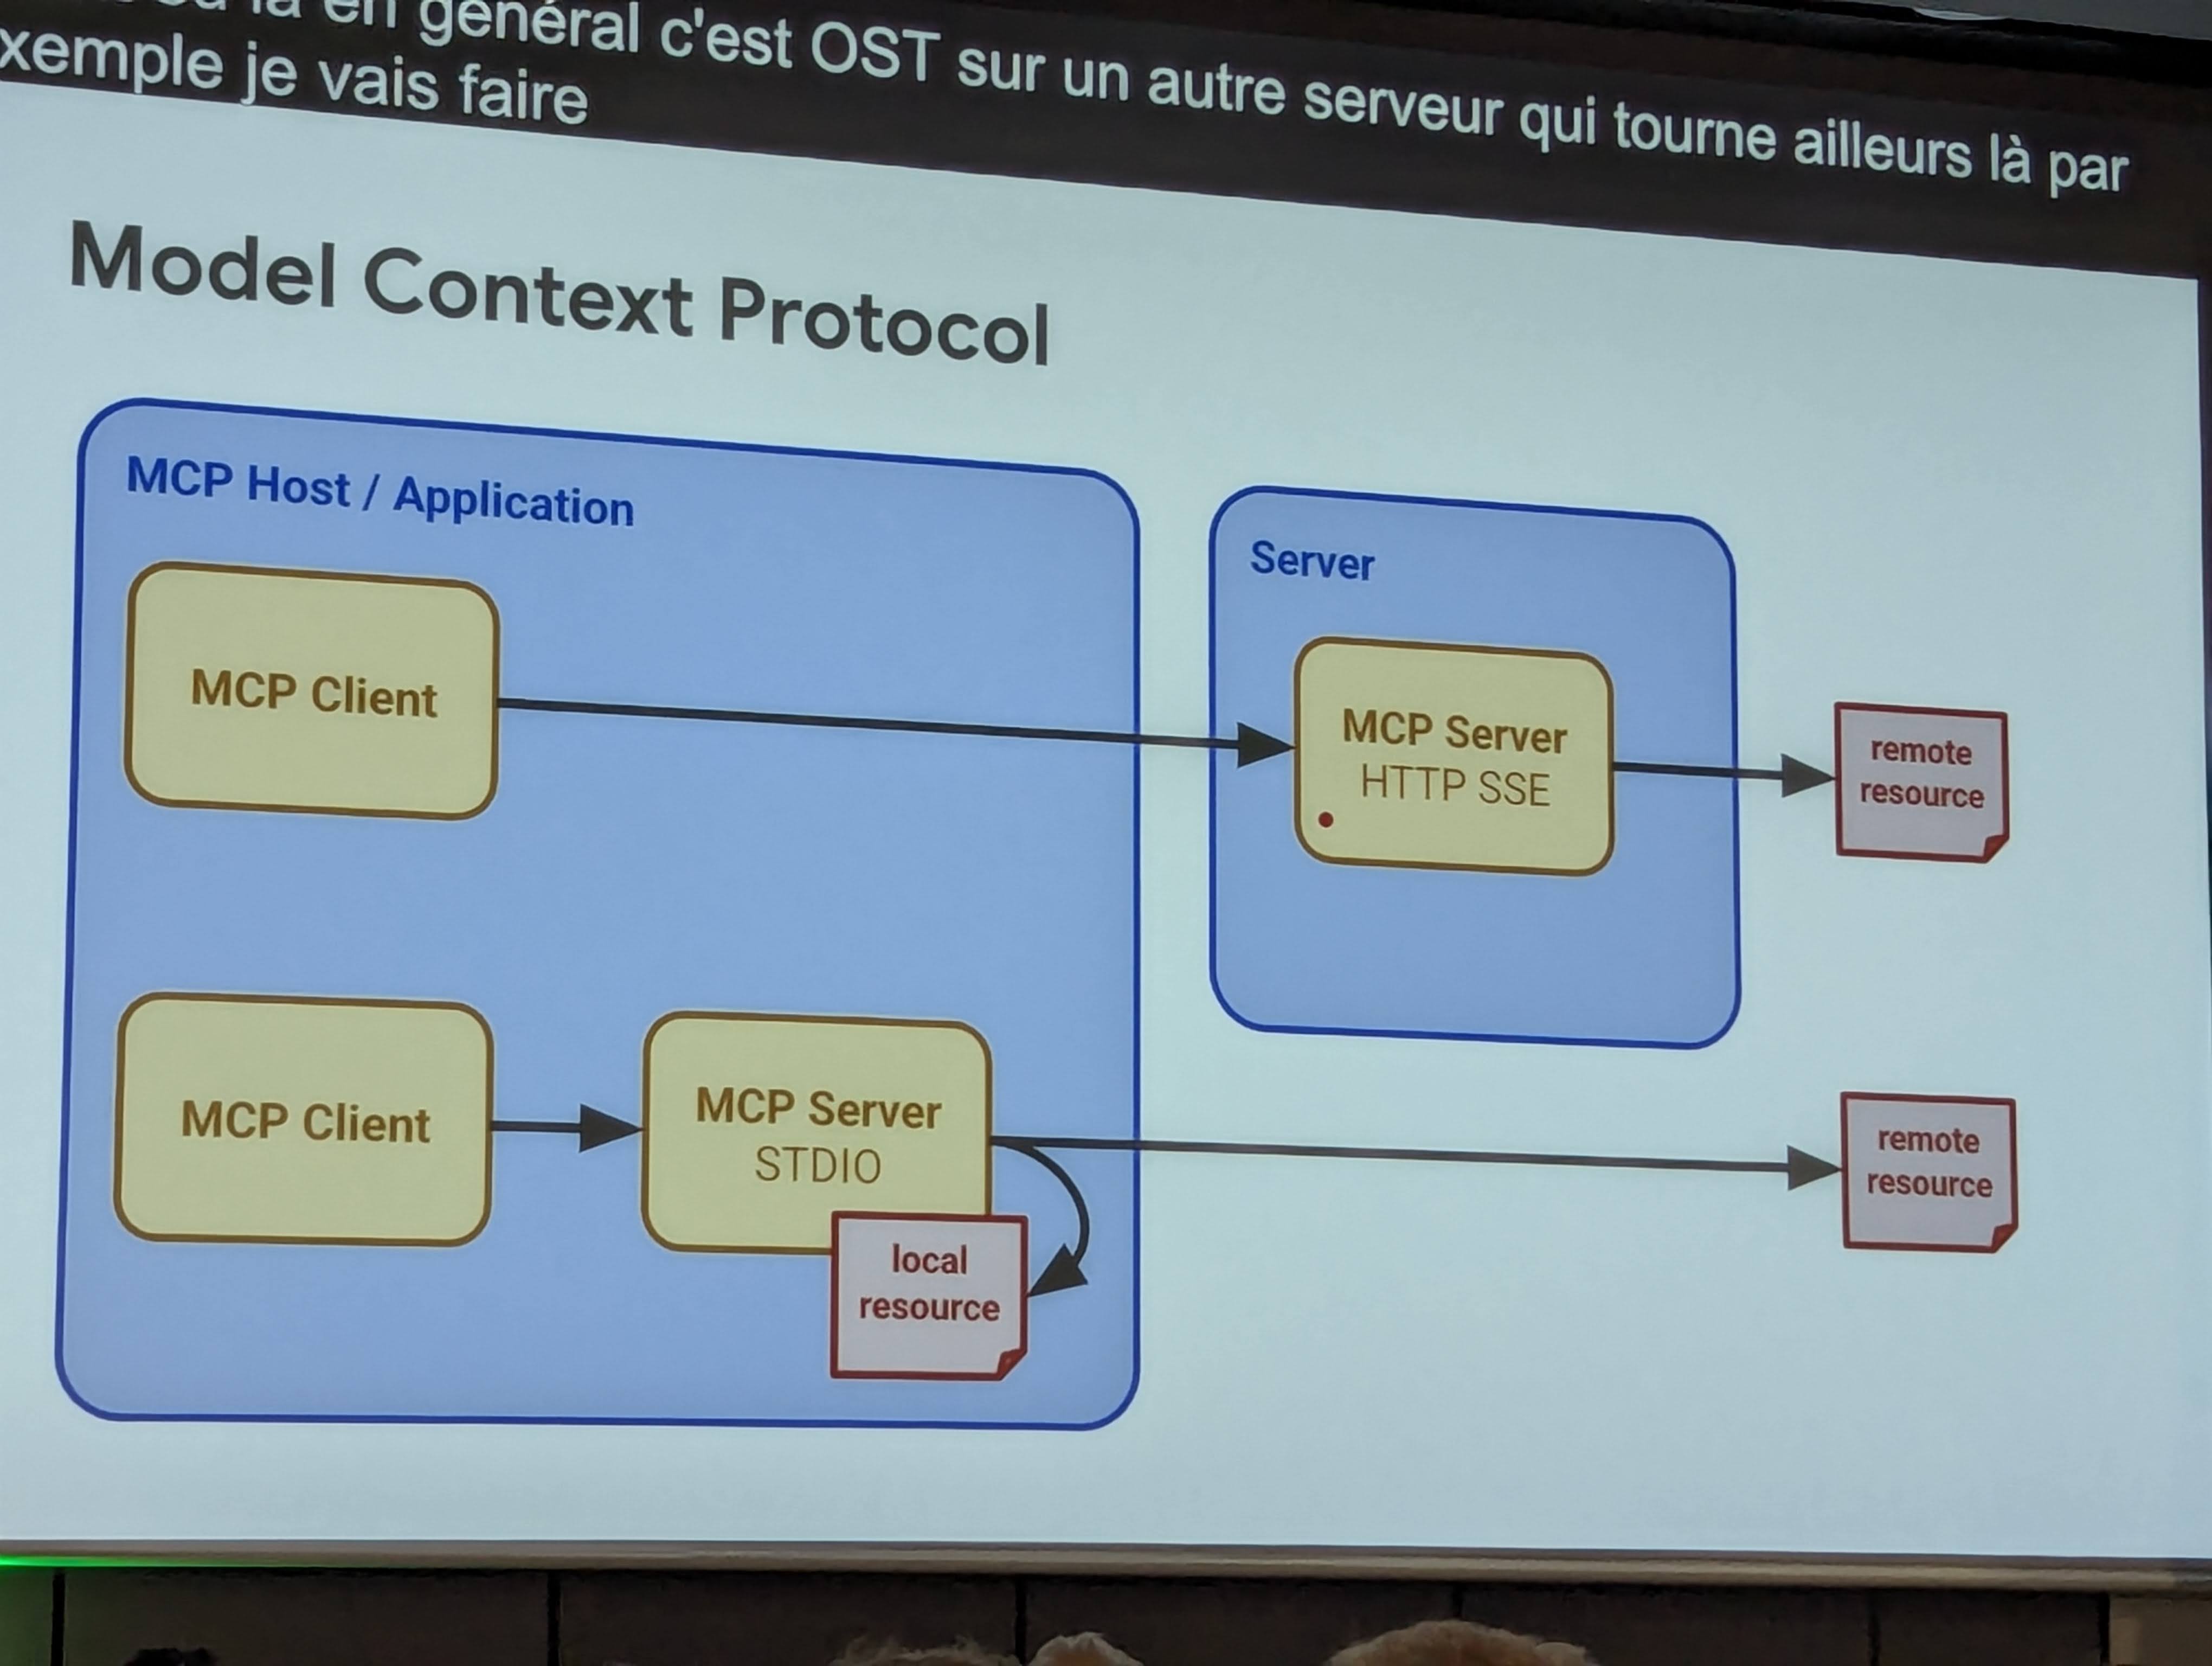 la en général c'est OST sur un autre serveur qui tourne ailleurs là par
xemple je vais faire
Model Context Protocol
MCP Host / Application
Server
MCP Client
MCP Server
HTTP SSE
remote
resource
MCP Client
MCP Server
STDIO
local
resource
remote
resource